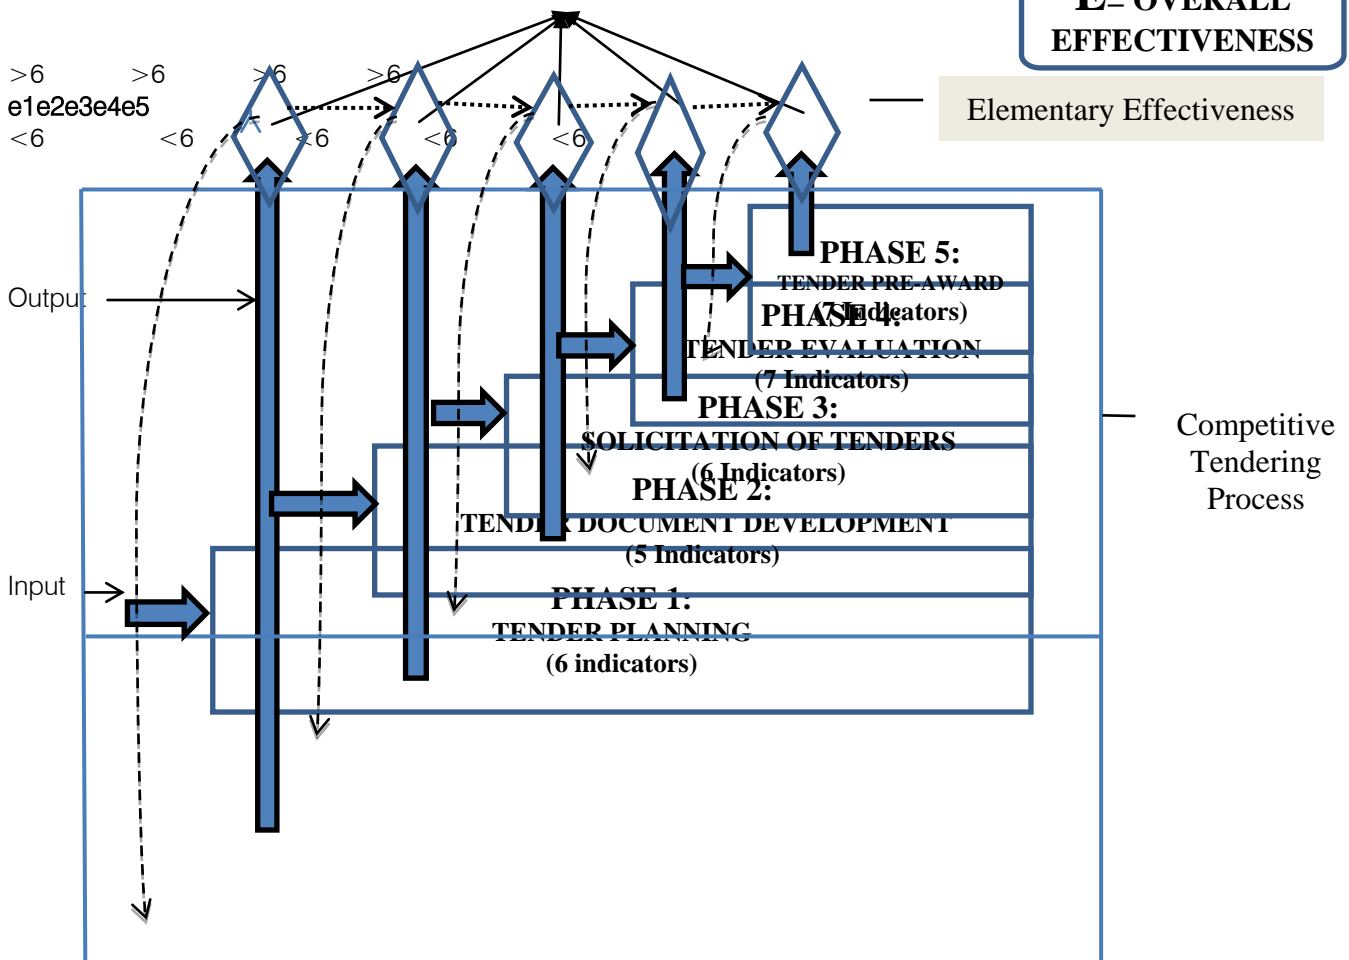 E= OVERALL
EFFECTIVENESS
>6 >6 >6 >6
e1e2e3e4e5
<6 <6 <6 <6 <6
Elementary Effectiveness
PHASE 5:
TENDER PRE-AWARD
(7 Indicators)
Output
PHASE 4:
TENDER EVALUATION
(7 Indicators)
PHASE 3:
SOLICITATION OF TENDERS
(6 Indicators)
Competitive
Tendering
Process
PHASE 2:
TENDER DOCUMENT DEVELOPMENT
(5 Indicators)
Input
PHASE 1:
TENDER PLANNING
(6 indicators)